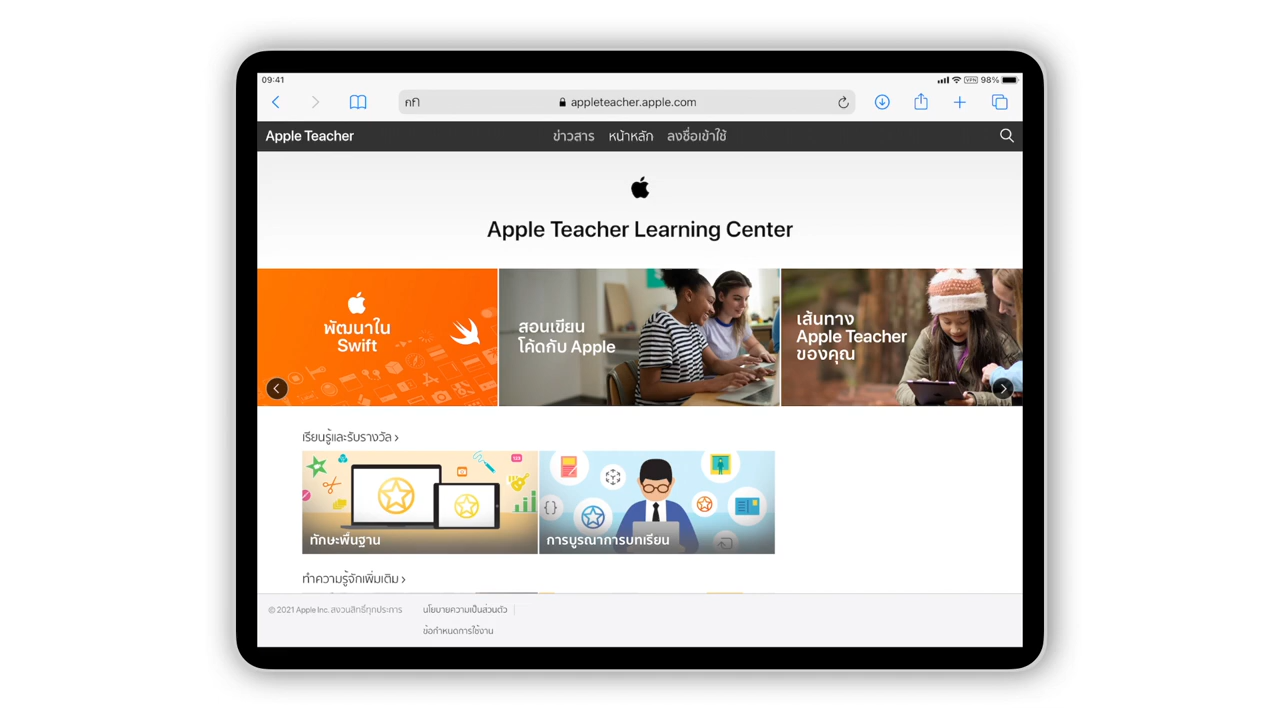 09:41
VPN 98%
กกิ
appleteacher.apple.com
Apple Teacher
ข่าวสาร หน้าหลัก ลงชื่อเข้าใช้
Apple Teacher Learning Center
พัฒนาใน
Swift
สอนเขียน
โค้ดกับ Apple
เส้นทาง
Apple Teacher
ของคุณ
เรียนรู้และรับรางวัล
ทักษะพื้นฐาน
การบูรณาการบทเรียน
ทำความรู้จักเพิ่มเติม
© 2021 Apple Inc. สงวนสิทธิ์ทุกประการ
นโยบายความเป็นส่วนตัว
ข้อกำหนดการใช้งาน